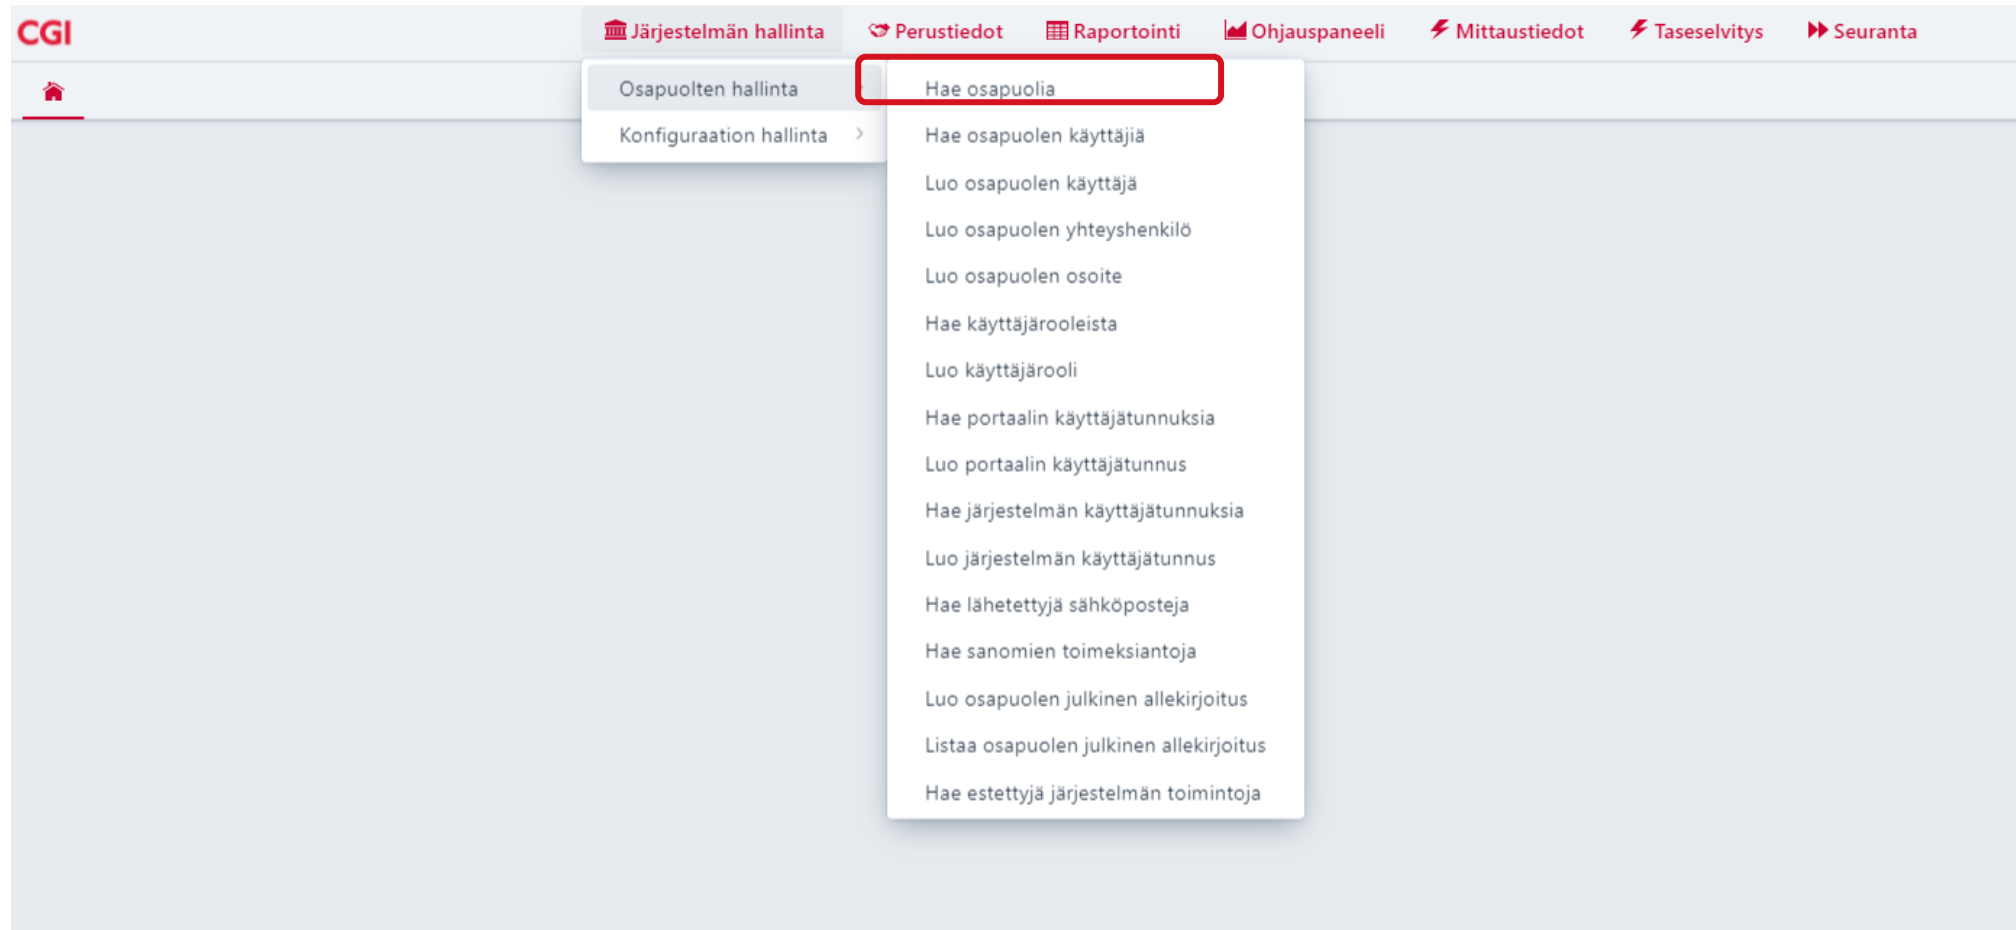 CGI
Järjestelmän hallinta Perustiedot Raportointi Ohjauspaneeli Mittaustiedot Taseselvitys Seuranta
Osapuolten hallinta
Konfiguraation hallinta
Hae osapuolia
Hae osapuolen käyttäjiä
Luo osapuolen käyttäjä
Luo osapuolen yhteyshenkilö
Luo osapuolen osoite
Hae käyttäjärooleista
Luo käyttäjärooli
Hae portaalin käyttäjätunnuksia
Luo portaalin käyttäjätunnus
Hae järjestelmän käyttäjätunnuksia
Luo järjestelmän käyttäjätunnus
Hae lähetettyjä sähköposteja
Hae sanomien toimeksiantoja
Luo osapuolen julkinen allekirjoitus
Listaa osapuolen julkinen allekirjoitus
Hae estettyjä järjestelmän toimintoja